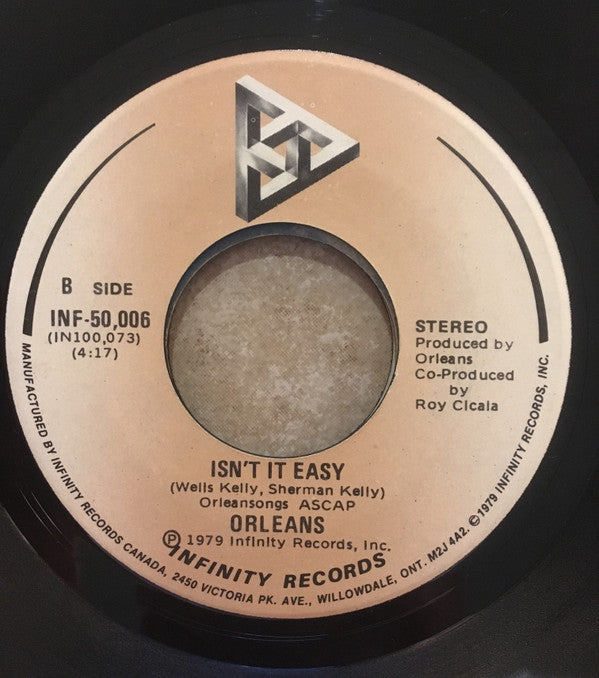 B SIDE
INF-50,006
(IN100,073)
(4:17)
STEREO
Produced by
Orleans
Co-Produced
by
Roy Cicala
ISN'T IT EASY
(Wells Kelly, Sherman Kelly)
Orleansongs ASCAP
ORLEANS
Ⓟ 1979 Infinity Records, Inc.
INFINITY RECORDS
MANUFACTURED BY INFINITY RECORDS CANADA, 2450 VICTORIA PK. AVE., WILLOWDALE, ONT. M2J 4A2. ©1979 INFINITY RECORDS, INC.